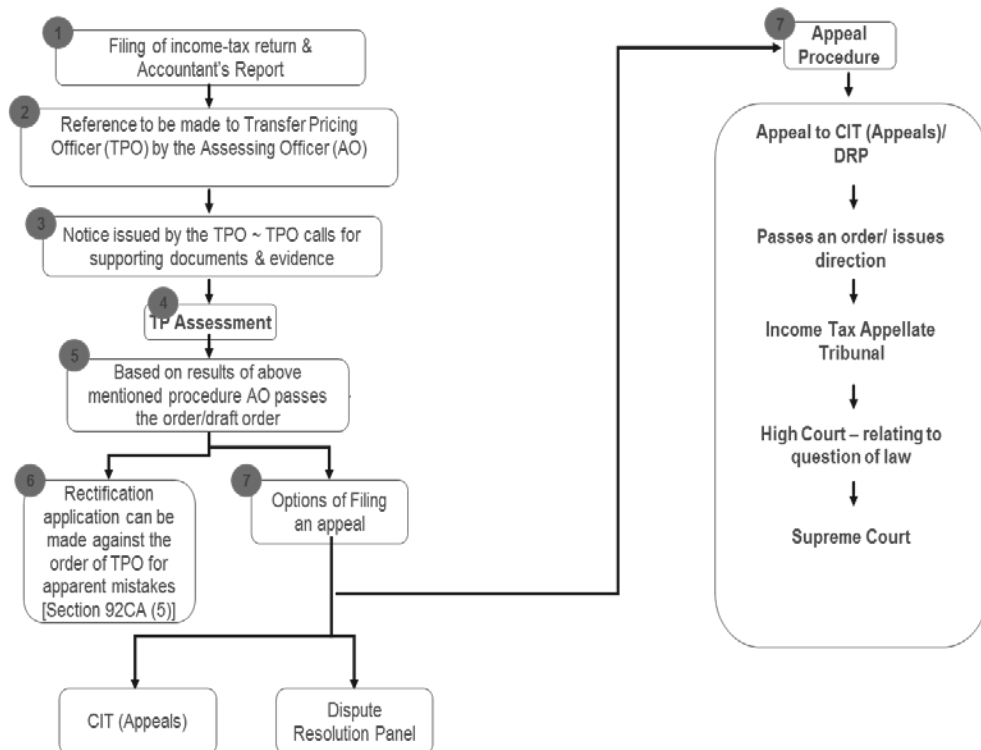 1
Filing of income-tax return &
Accountant's Report
2
Reference to be made to Transfer Pricing
Officer (TPO) by the Assessing Officer (AO)
3
Notice issued by the TPO ~ TPO calls for
supporting documents & evidence
4
TP Assessment
5
Based on results of above
mentioned procedure AO passes
the order/draft order
6
Rectification
application can be
made against the
order of TPO for
apparent mistakes
[Section 92CA (5)]
7
Options of Filing
an appeal
CIT (Appeals)
Dispute
Resolution Panel
7
Appeal
Procedure
Appeal to CIT (Appeals)/
DRP
Passes an order/ issues
direction
Income Tax Appellate
Tribunal
High Court – relating to
question of law
Supreme Court